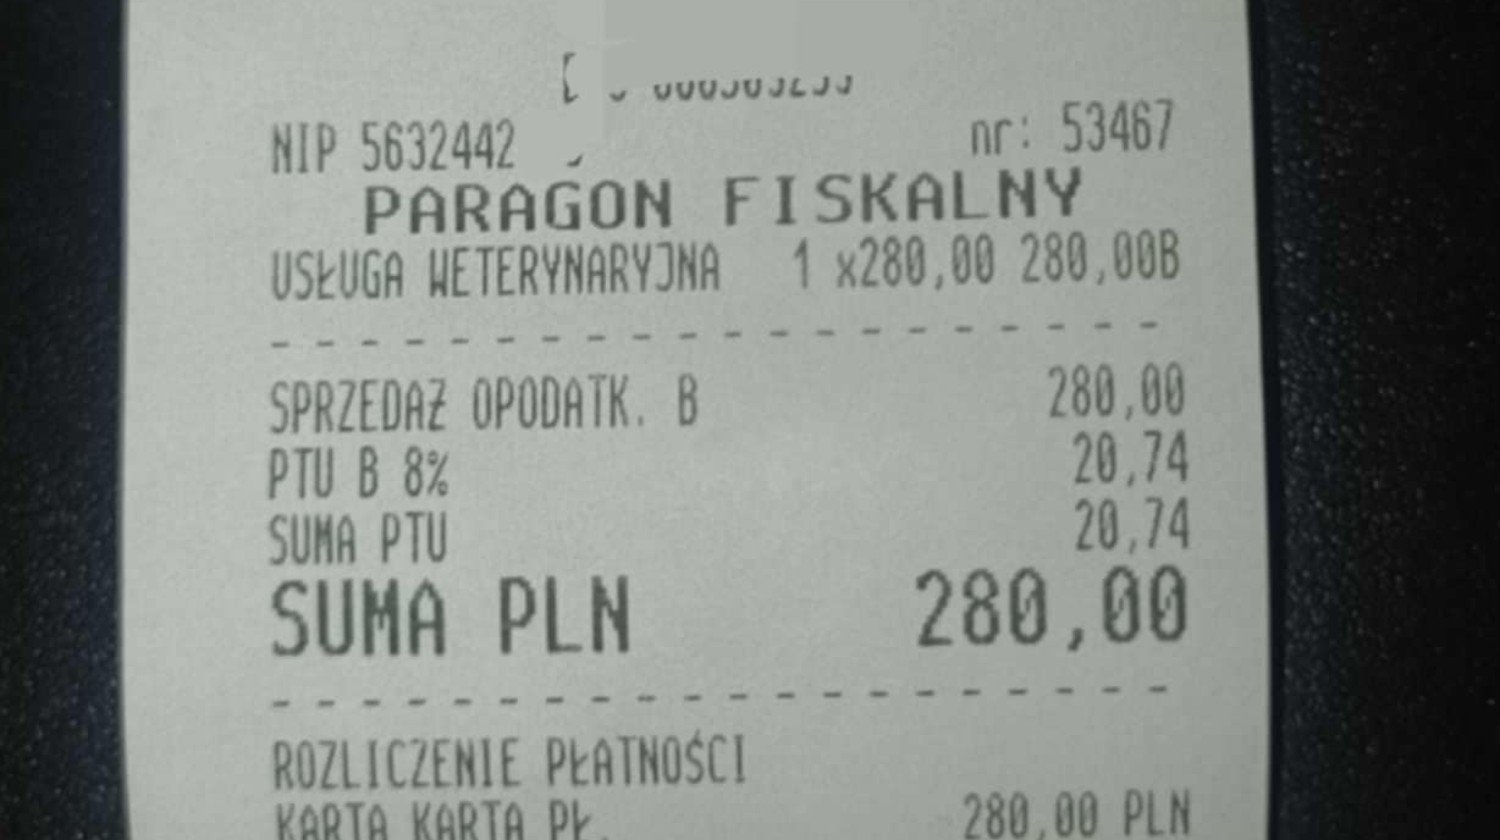 NIP 5632442 nr: 53467
PARAGON FISKALNY
USŁUGA WETERYNARYJNA 1 x280,00 280,00B
- - - - - - - - - - - - - - - - - - - -
SPRZEDAŻ OPODATK. B 280,00
PTU B 8% 20,74
SUMA PTU 20,74
SUMA PLN 280,00
- - - - - - - - - - - - - - - - - - - -
ROZLICZENIE PŁATNOŚCI
KARTA KARTA PŁ. 280,00 PLN